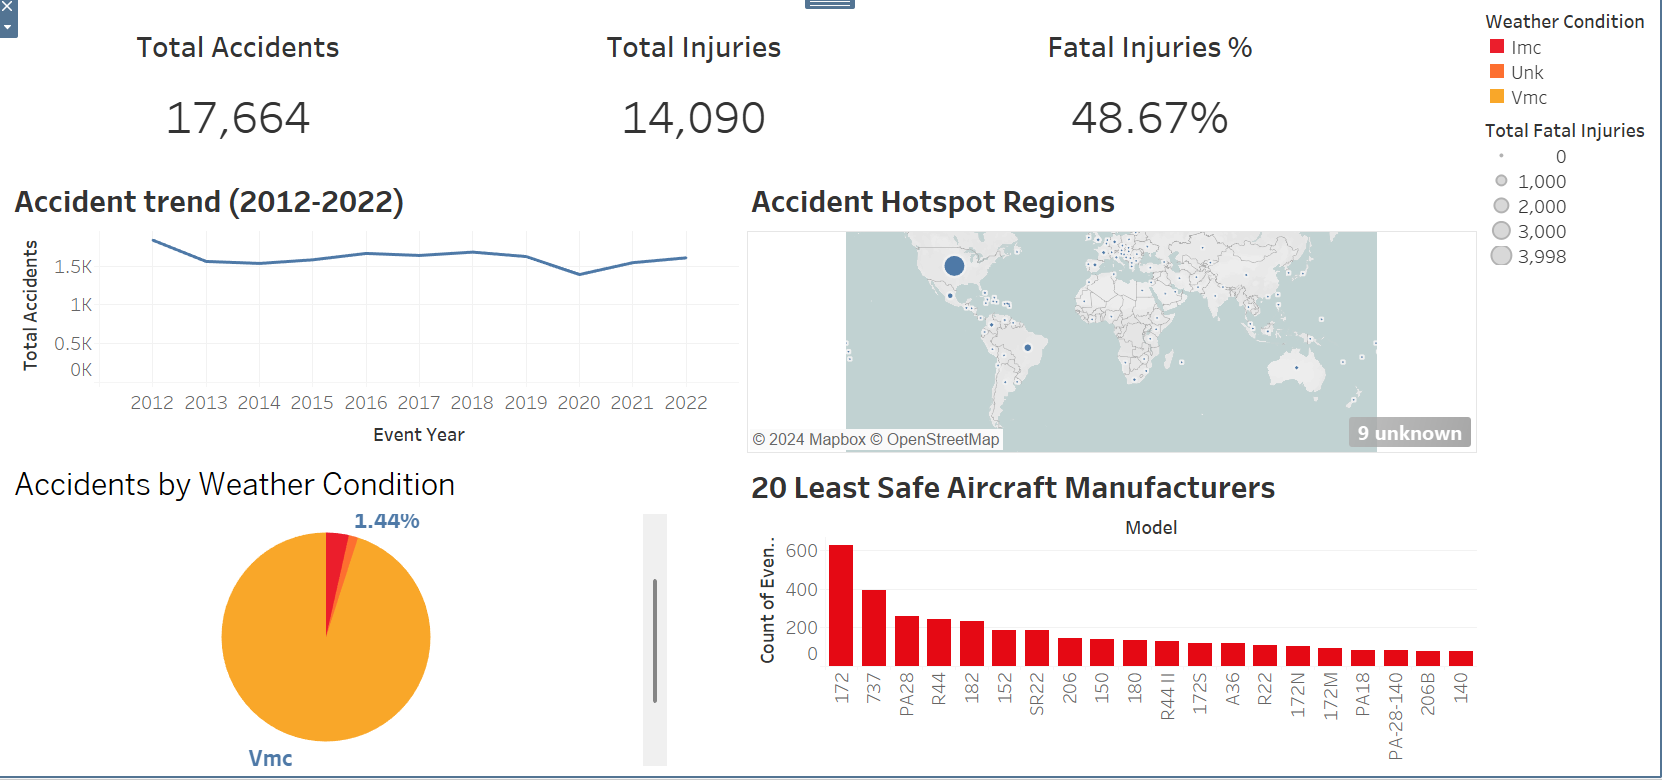 Total Accidents
17,664
Total Injuries
14,090
Fatal Injuries %
48.67%
Weather Condition
Imc
Unk
Vmc
Total Fatal Injuries
0
1,000
2,000
3,000
3,998
Accident trend (2012-2022)
Total Accidents
1.5K
1K
0.5K
0K
2012 2013 2014 2015 2016 2017 2018 2019 2020 2021 2022
Event Year
Accident Hotspot Regions
© 2024 Mapbox © OpenStreetMap
9 unknown
Accidents by Weather Condition
1.44%
Vmc
20 Least Safe Aircraft Manufacturers
Model
Count of Even..
600
400
200
0
172
737
PA28
R44
182
152
SR22
206
150
180
R44 II
172S
A36
R22
172N
172M
PA18
PA-28-140
206B
140